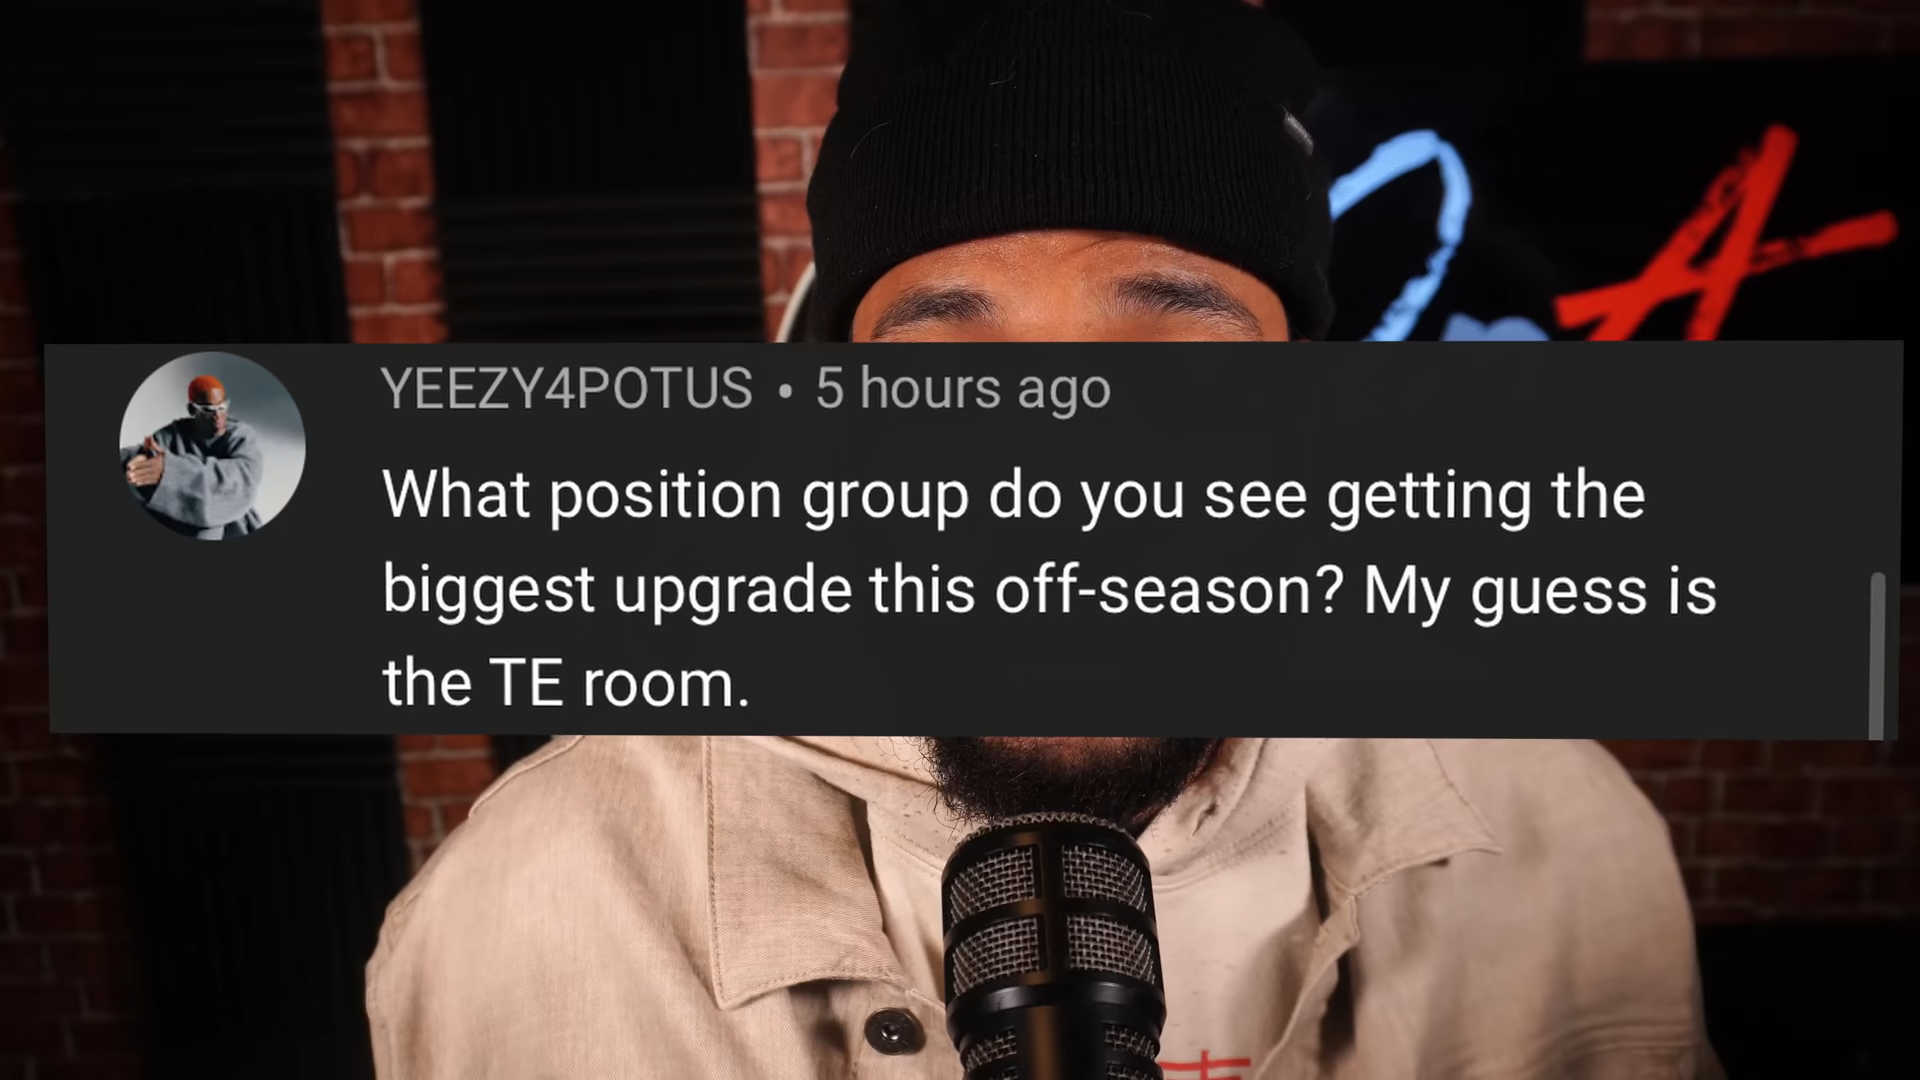 YEEZY4POTUS • 5 hours ago
What position group do you see getting the
biggest upgrade this off-season? My guess is
the TE room.